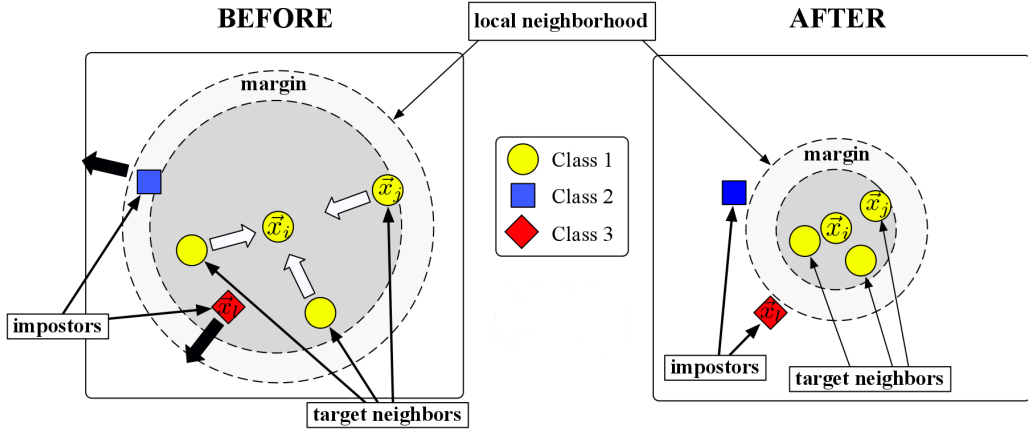 BEFORE
local neighborhood
AFTER
margin
margin
Class 1
Class 2
Class 3
x⃗ᵢ
x⃗ⱼ
x⃗ₗ
x⃗ᵢ
x⃗ⱼ
x⃗ₗ
impostors
target neighbors
impostors
target neighbors